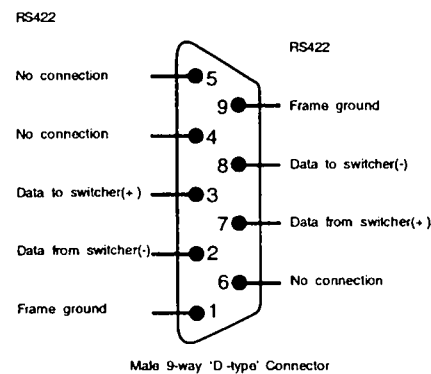 RS422
RS422
No connection
5
9
Frame ground
No connection
4
8
Data to switcher(-)
Data to switcher(+)
3
7
Data from switcher(+)
Data from switcher(-)
2
6
No connection
Frame ground
1
Male 9-way 'D-type' Connector